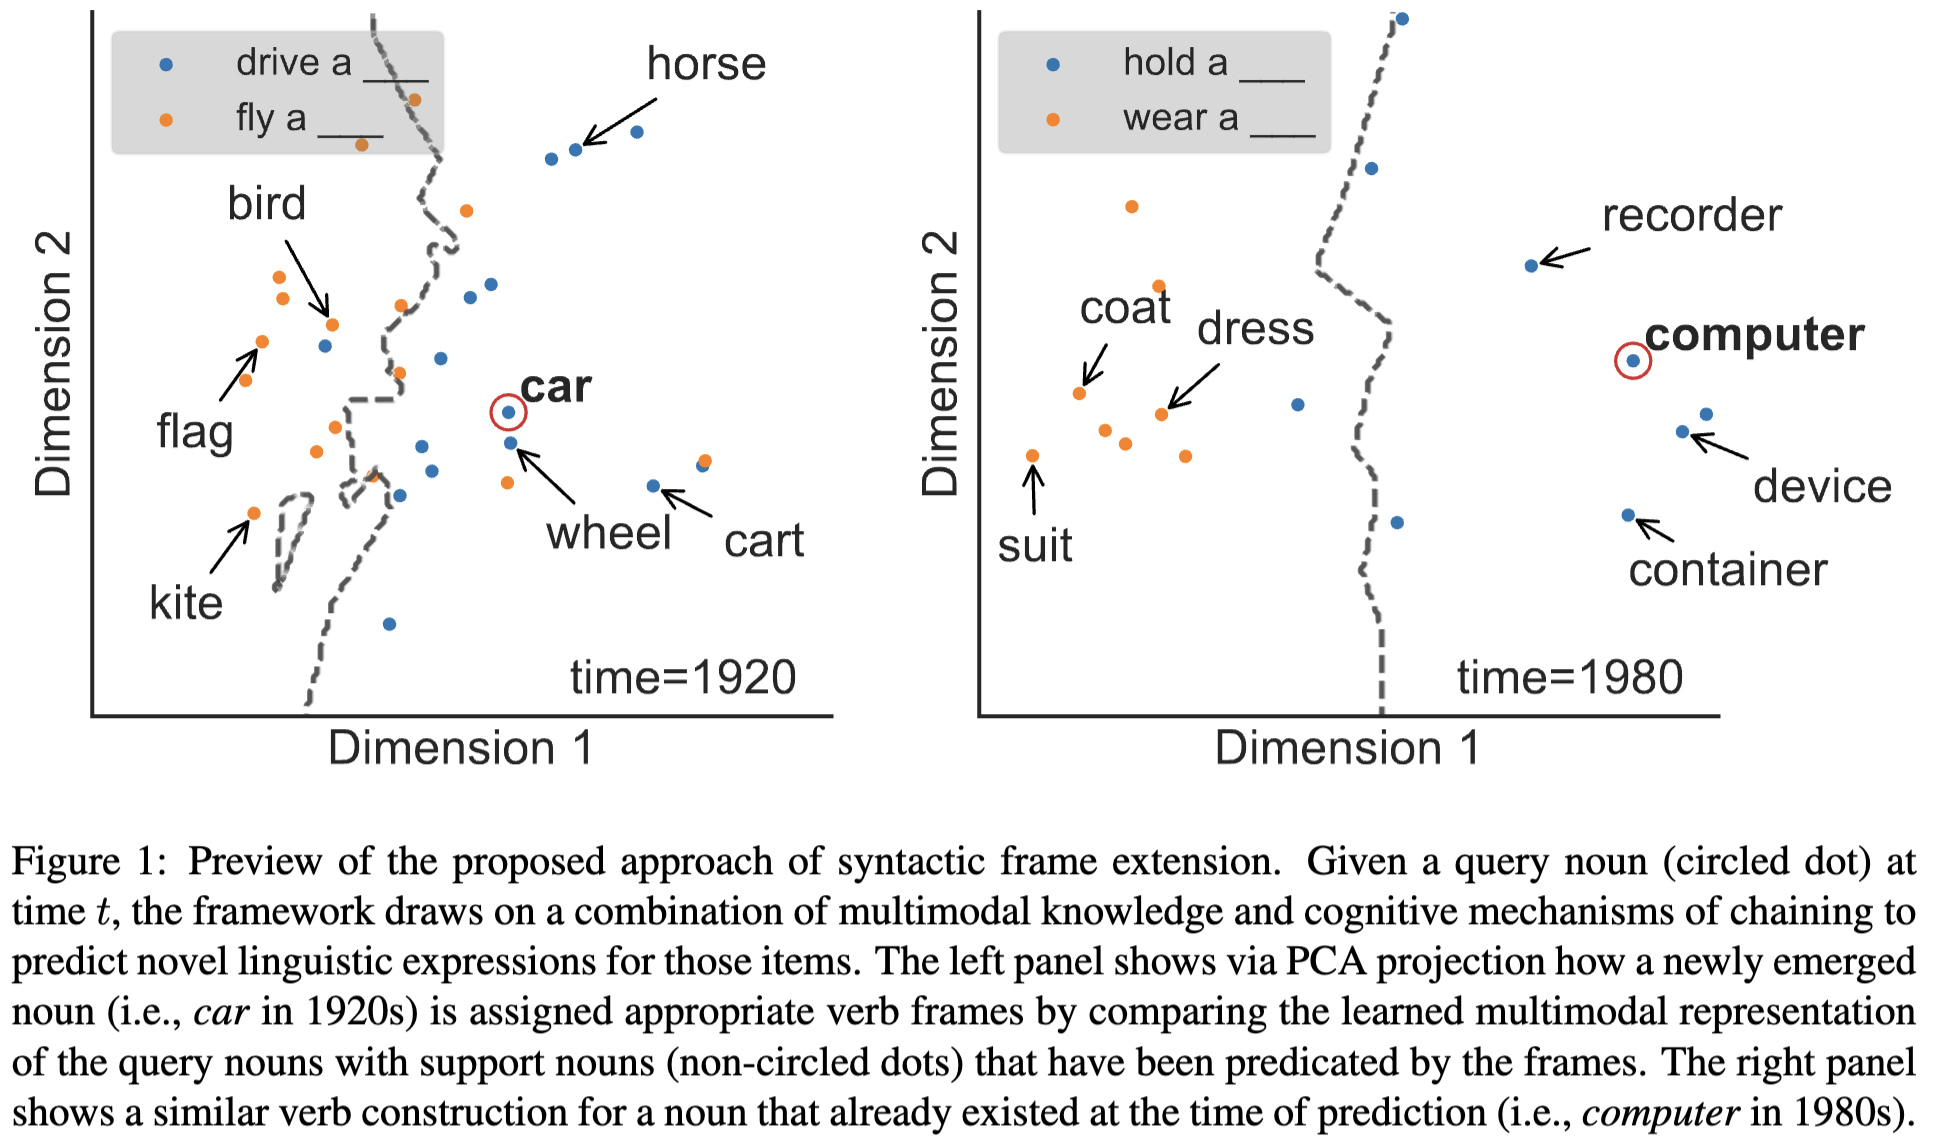 drive a ___
fly a ___
horse
bird
flag
car
wheel
cart
kite
time=1920
Dimension 2
Dimension 1
hold a ___
wear a ___
recorder
coat
dress
computer
device
suit
container
time=1980
Dimension 2
Dimension 1
Figure 1: Preview of the proposed approach of syntactic frame extension. Given a query noun (circled dot) at
time t, the framework draws on a combination of multimodal knowledge and cognitive mechanisms of chaining to
predict novel linguistic expressions for those items. The left panel shows via PCA projection how a newly emerged
noun (i.e., car in 1920s) is assigned appropriate verb frames by comparing the learned multimodal representation
of the query nouns with support nouns (non-circled dots) that have been predicated by the frames. The right panel
shows a similar verb construction for a noun that already existed at the time of prediction (i.e., computer in 1980s).